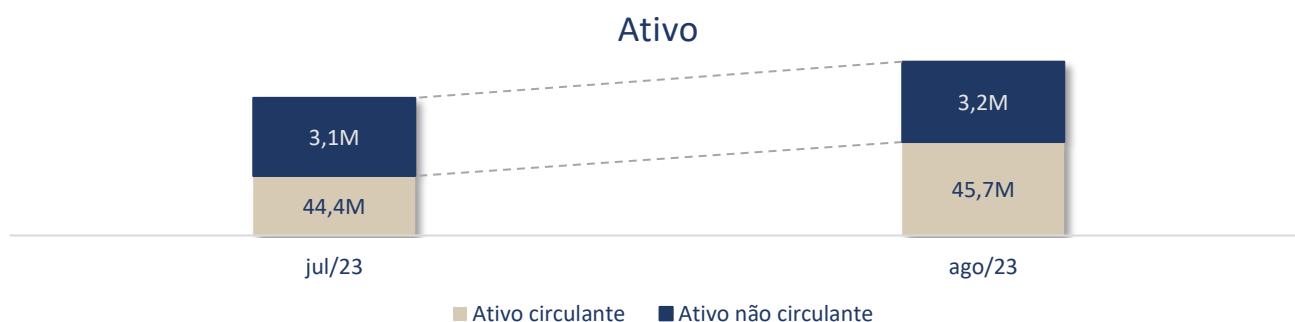 Ativo
3,1M
3,2M
44,4M
45,7M
jul/23
ago/23
Ativo circulante
Ativo não circulante